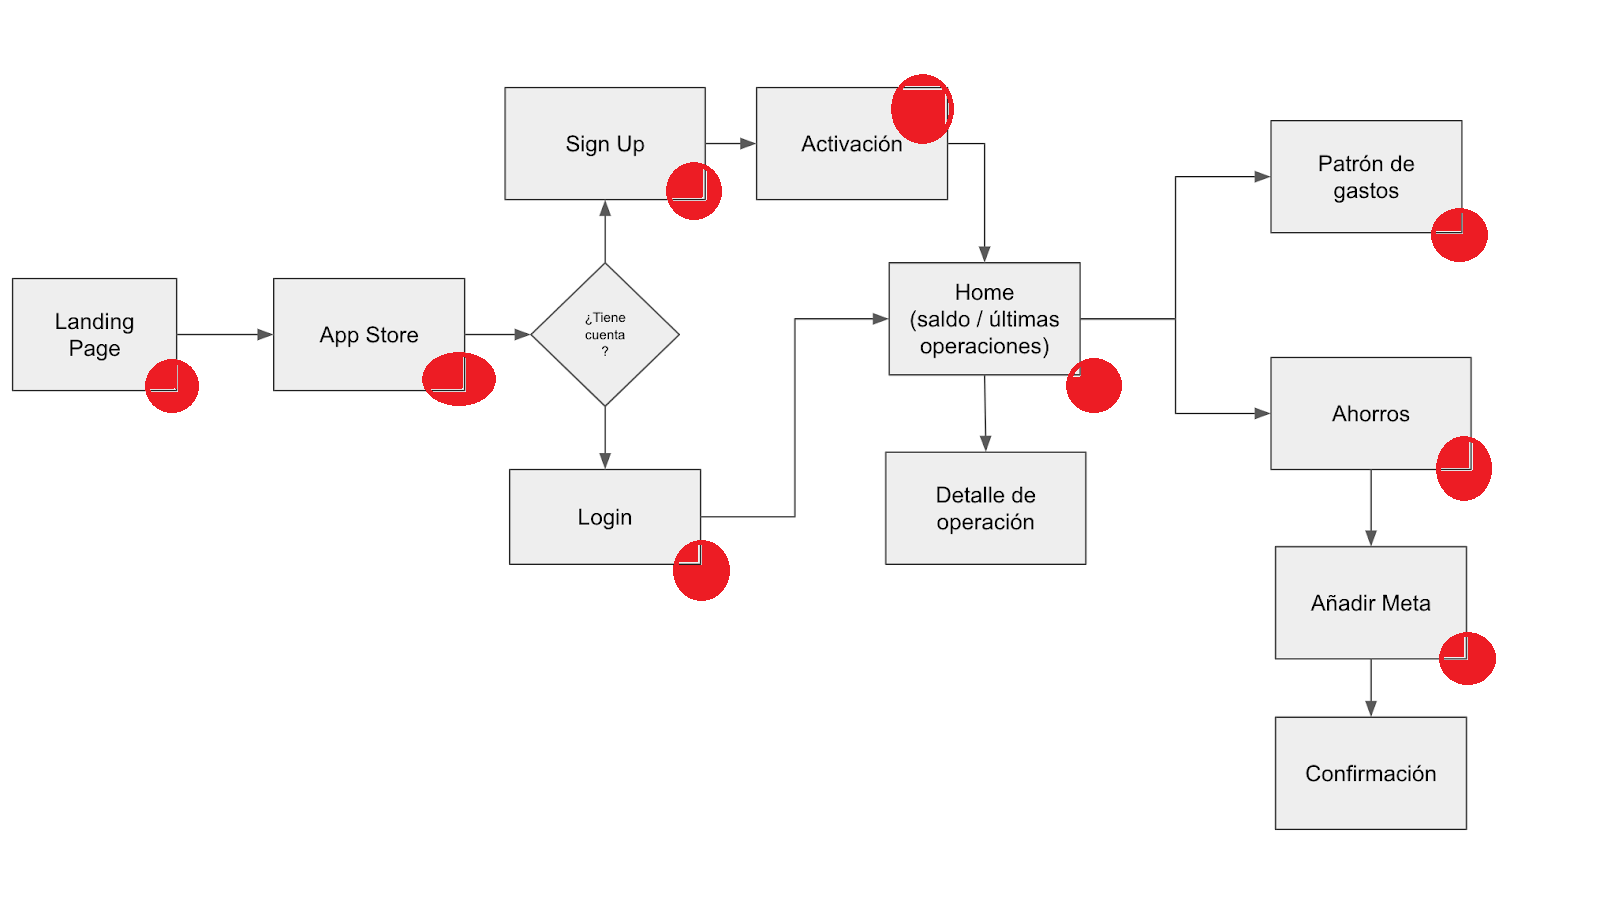 Sign Up
Activación
Patrón de
gastos
Landing
Page
App Store
¿Tiene
cuenta
?
Home
(saldo / últimas
operaciones)
Ahorros
Login
Detalle de
operación
Añadir Meta
Confirmación